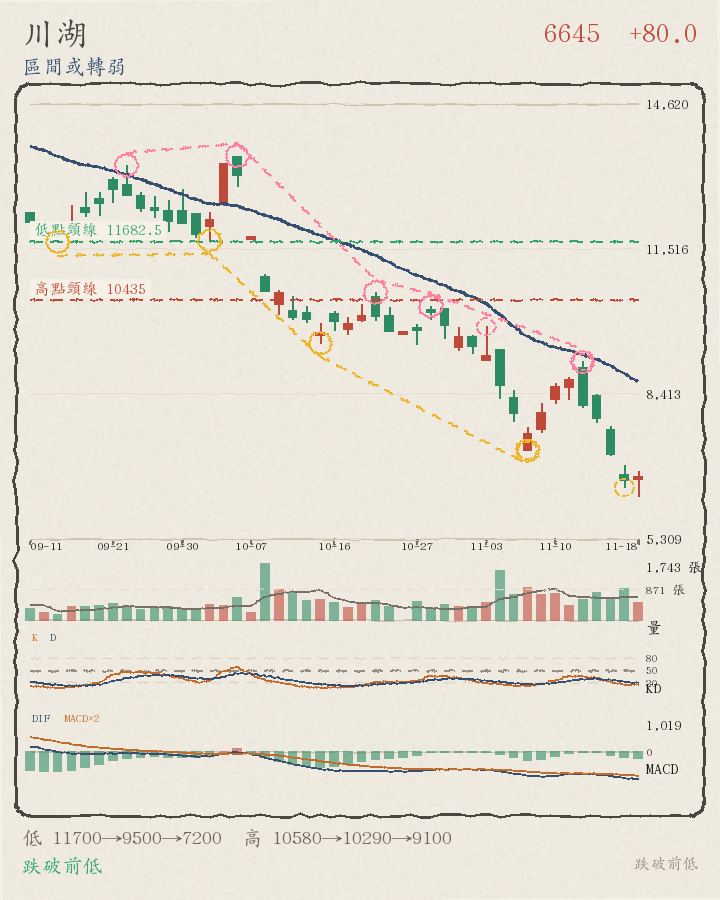 川湖 6645 +80.0
區間或轉弱
14,620
低點頸線 11682.5
11,516
高點頸線 10435
8,413
5,309
09-11 09-21 09-30 10-07 10-16 10-27 11-03 11-10 11-18
1,743 張
871 張
量
K D
80
50
KD
DIF MACD×2
1,019
0
MACD
低 11700→9500→7200 高 10580→10290→9100
跌破前低 跌破前低